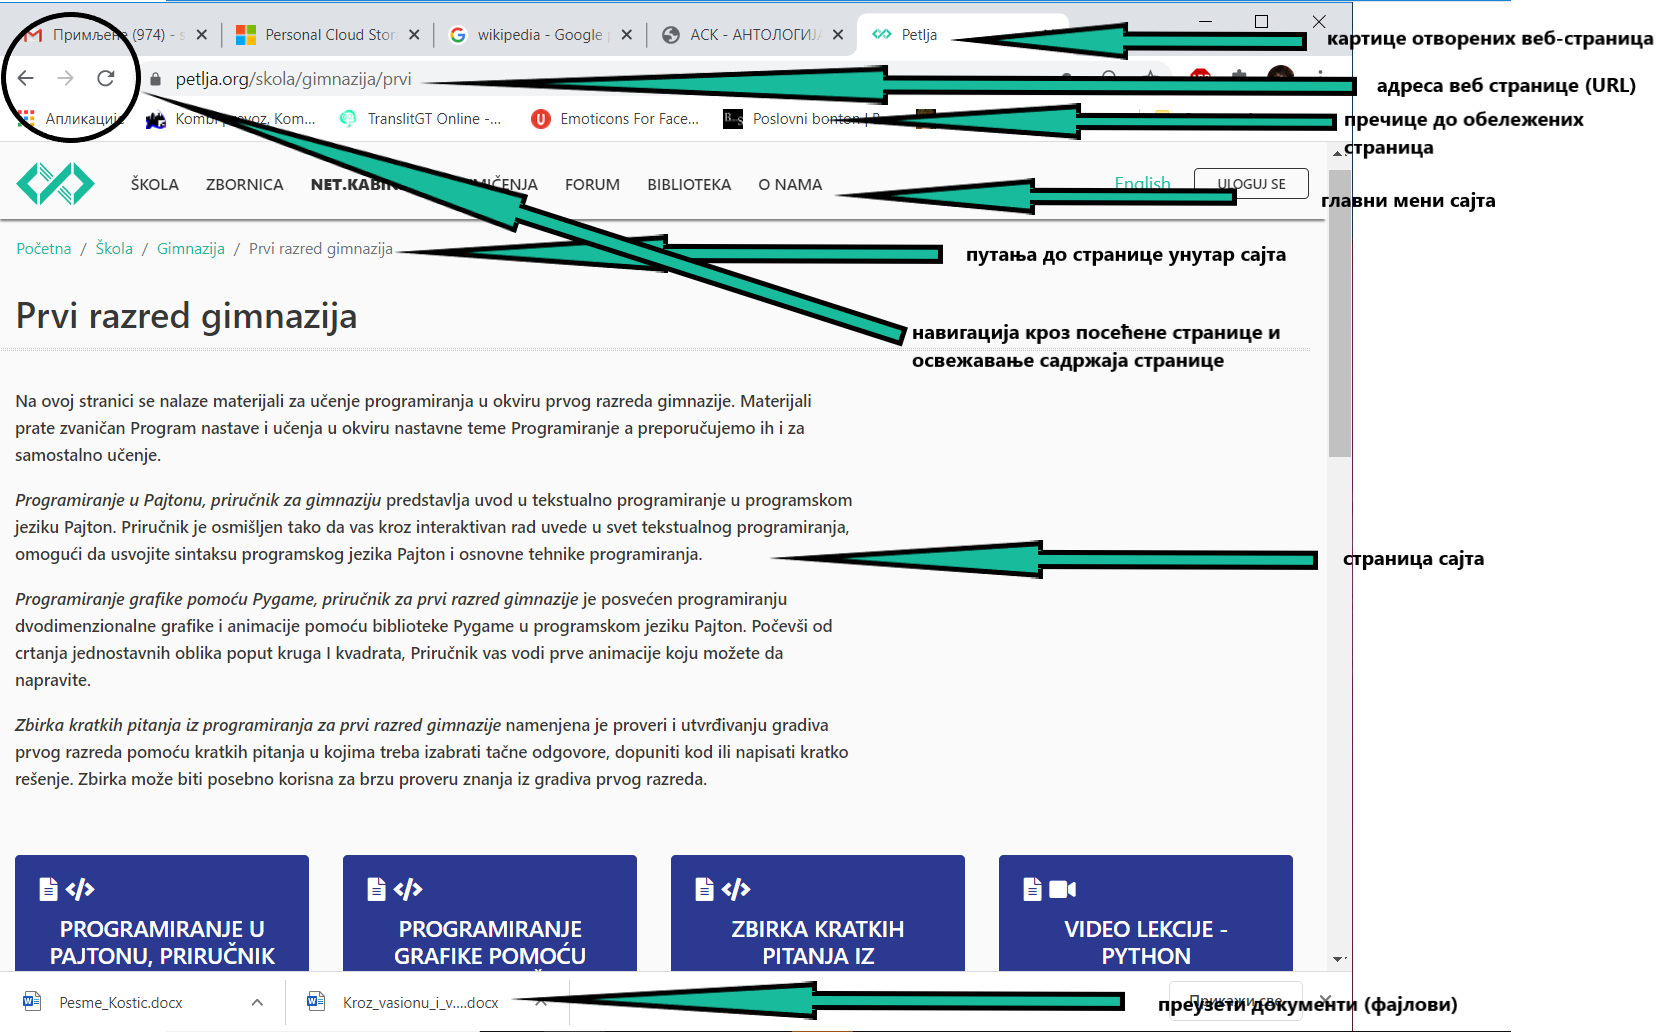 Примљене (974) - s
Personal Cloud Stor
wikipedia - Google
АСК - АНТОЛОГИЈ
Petlja
картице отворених веб-страница
petlja.org/skola/gimnazija/prvi
адреса веб странице (URL)
Апликације
Kombi prevoz, Kom...
TranslitGT Online -...
Emoticons For Face...
Poslovni bonton | B
пречице до обележених
страница
ŠKOLA
ZBORNICA
NET.KABIN
FORUM
BIBLIOTEKA
O NAMA
English
ULOGUJ SE
главни мени сајта
Početna / Škola / Gimnazija / Prvi razred gimnazija
путања до странице унутар сајта
Prvi razred gimnazija
навигација кроз посећене странице и
освежавање садржаја странице
Na ovoj stranici se nalaze materijali za učenje programiranja u okviru prvog razreda gimnazije. Materijali
prate zvaničan Program nastave i učenja u okviru nastavne teme Programiranje a preporučujemo ih i za
samostalno učenje.
Programiranje u Pajtonu, priručnik za gimnaziju predstavlja uvod u tekstualno programiranje u programskom
jeziku Pajton. Priručnik je osmišljen tako da vas kroz interaktivan rad uvede u svet tekstualnog programiranja,
omogući da usvojite sintaksu programskog jezika Pajton i osnovne tehnike programiranja.
страница сајта
Programiranje grafike pomoću Pygame, priručnik za prvi razred gimnazije je posvećen programiranju
dvodimenzionalne grafike i animacije pomoću biblioteke Pygame u programskom jeziku Pajton. Počevši od
crtanja jednostavnih oblika poput kruga I kvadrata, Priručnik vas vodi prve animacije koju možete da
napravite.
Zbirka kratkih pitanja iz programiranja za prvi razred gimnazije namenjena je proveri i utvrđivanju gradiva
prvog razreda pomoću kratkih pitanja u kojima treba izabrati tačne odgovore, dopuniti kod ili napisati kratko
rešenje. Zbirka može biti posebno korisna za brzu proveru znanja iz gradiva prvog razreda.
PROGRAMIRANJE U
PAJTONU, PRIRUČNIK
PROGRAMIRANJE
GRAFIKE POMOĆU
ZBIRKA KRATKIH
PITANJA IZ
VIDEO LEKCIJE -
PYTHON
Pesme_Kostic.docx
Kroz_vasionu_i_v....docx
Прикажи све
преузети документи (фајлови)